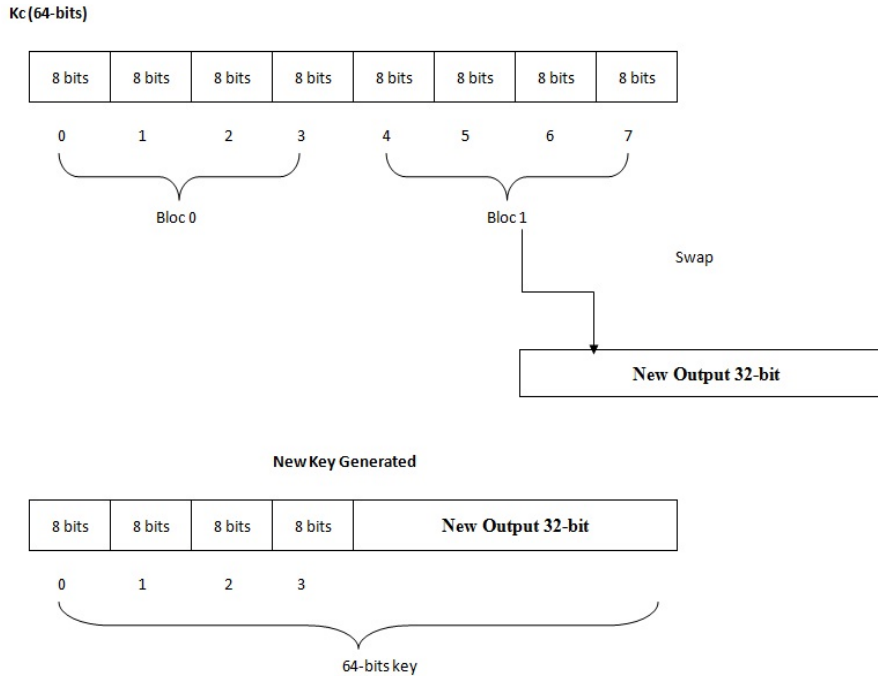 Kc(64-bits)
8 bits 8 bits 8 bits 8 bits 8 bits 8 bits 8 bits 8 bits
0 1 2 3 4 5 6 7
Bloc 0 Bloc 1
Swap
New Output 32-bit
New Key Generated
8 bits 8 bits 8 bits 8 bits New Output 32-bit
0 1 2 3
64-bits key